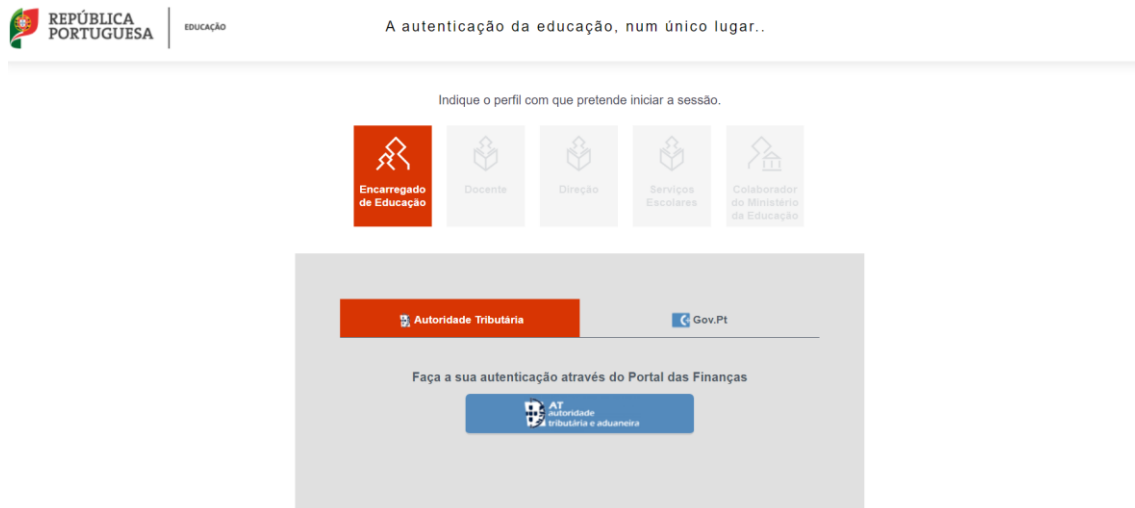 REPÚBLICA
PORTUGUESA
EDUCAÇÃO
A autenticação da educação, num único lugar..
Indique o perfil com que pretende iniciar a sessão.
Encarregado
de Educação
Docente
Direção
Serviços
Escolares
Colaborador
do Ministério
da Educação
Autoridade Tributária
Gov.Pt
Faça a sua autenticação através do Portal das Finanças
AT
autoridade
tributária e aduaneira